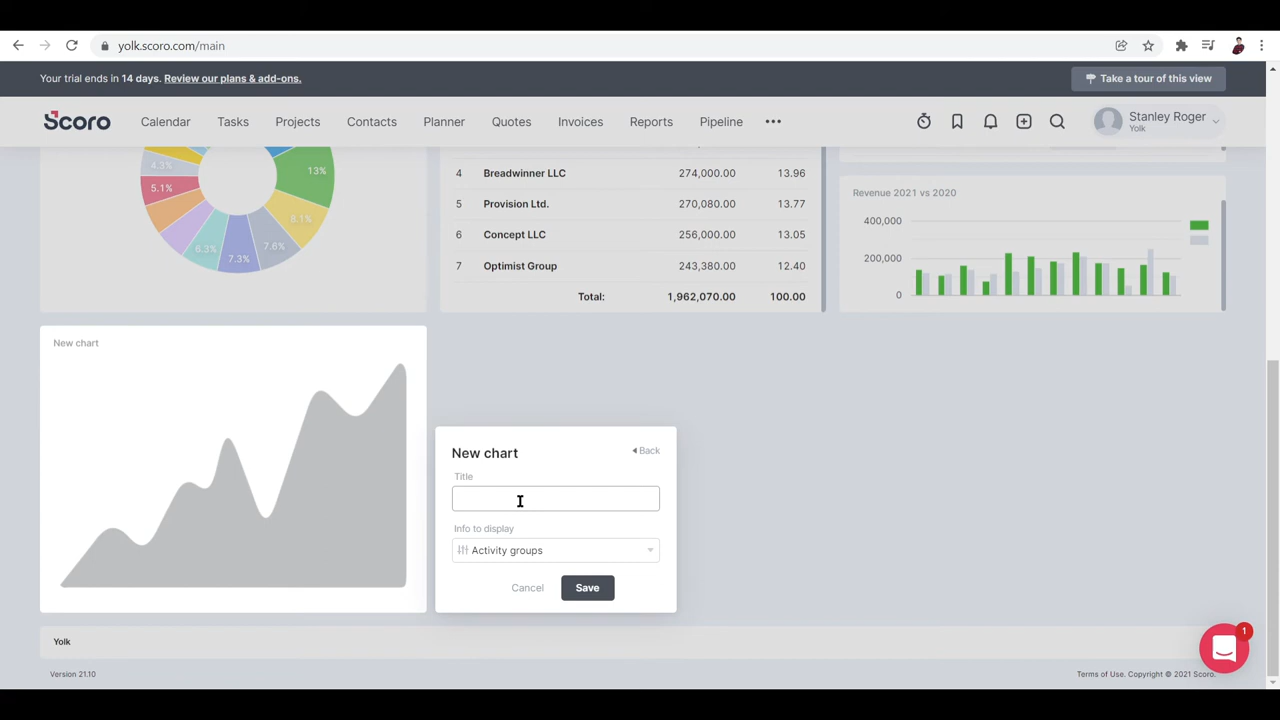 yolk.scoro.com/main
Your trial ends in 14 days. Review our plans & add-ons.
Take a tour of this view
Scoro
Calendar
Tasks
Projects
Contacts
Planner
Quotes
Invoices
Reports
Pipeline
Stanley Roger
Yolk
4.3%
13%
5.1%
8.1%
6.3%
7.6%
7.3%
4 Breadwinner LLC 274,000.00 13.96
5 Provision Ltd. 270,080.00 13.77
6 Concept LLC 256,000.00 13.05
7 Optimist Group 243,380.00 12.40
Total: 1,962,070.00 100.00
Revenue 2021 vs 2020
400,000
200,000
0
New chart
New chart
Back
Title
Info to display
Activity groups
Cancel
Save
Yolk
1
Version 21.10
Terms of Use. Copyright © 2021 Scoro.